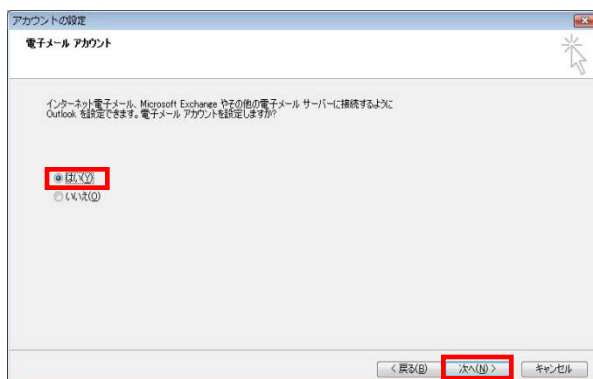 アカウントの設定
電子メール アカウント
インターネット電子メール、Microsoft Exchange やその他の電子メール サーバーに接続するように
Outlook を設定できます。電子メール アカウントを設定しますか?
はい(Y)
いいえ(O)
< 戻る(B)
次へ(N) >
キャンセル